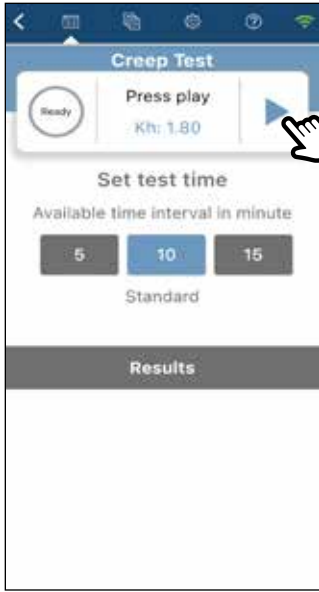 Creep Test
Ready
Press play
Kh: 1.80
Set test time
Available time interval in minute
5 10 15
Standard
Results